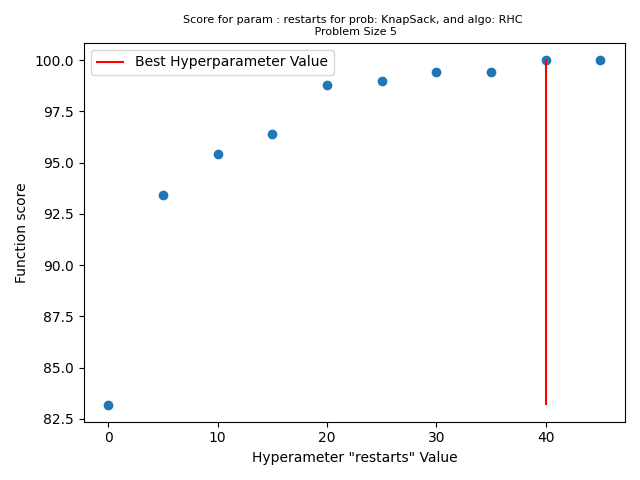 Score for param : restarts for prob: KnapSack, and algo: RHC
Problem Size 5
Best Hyperparameter Value
100.0
97.5
95.0
92.5
90.0
87.5
85.0
82.5
Function score
0 10 20 30 40
Hyperameter "restarts" Value